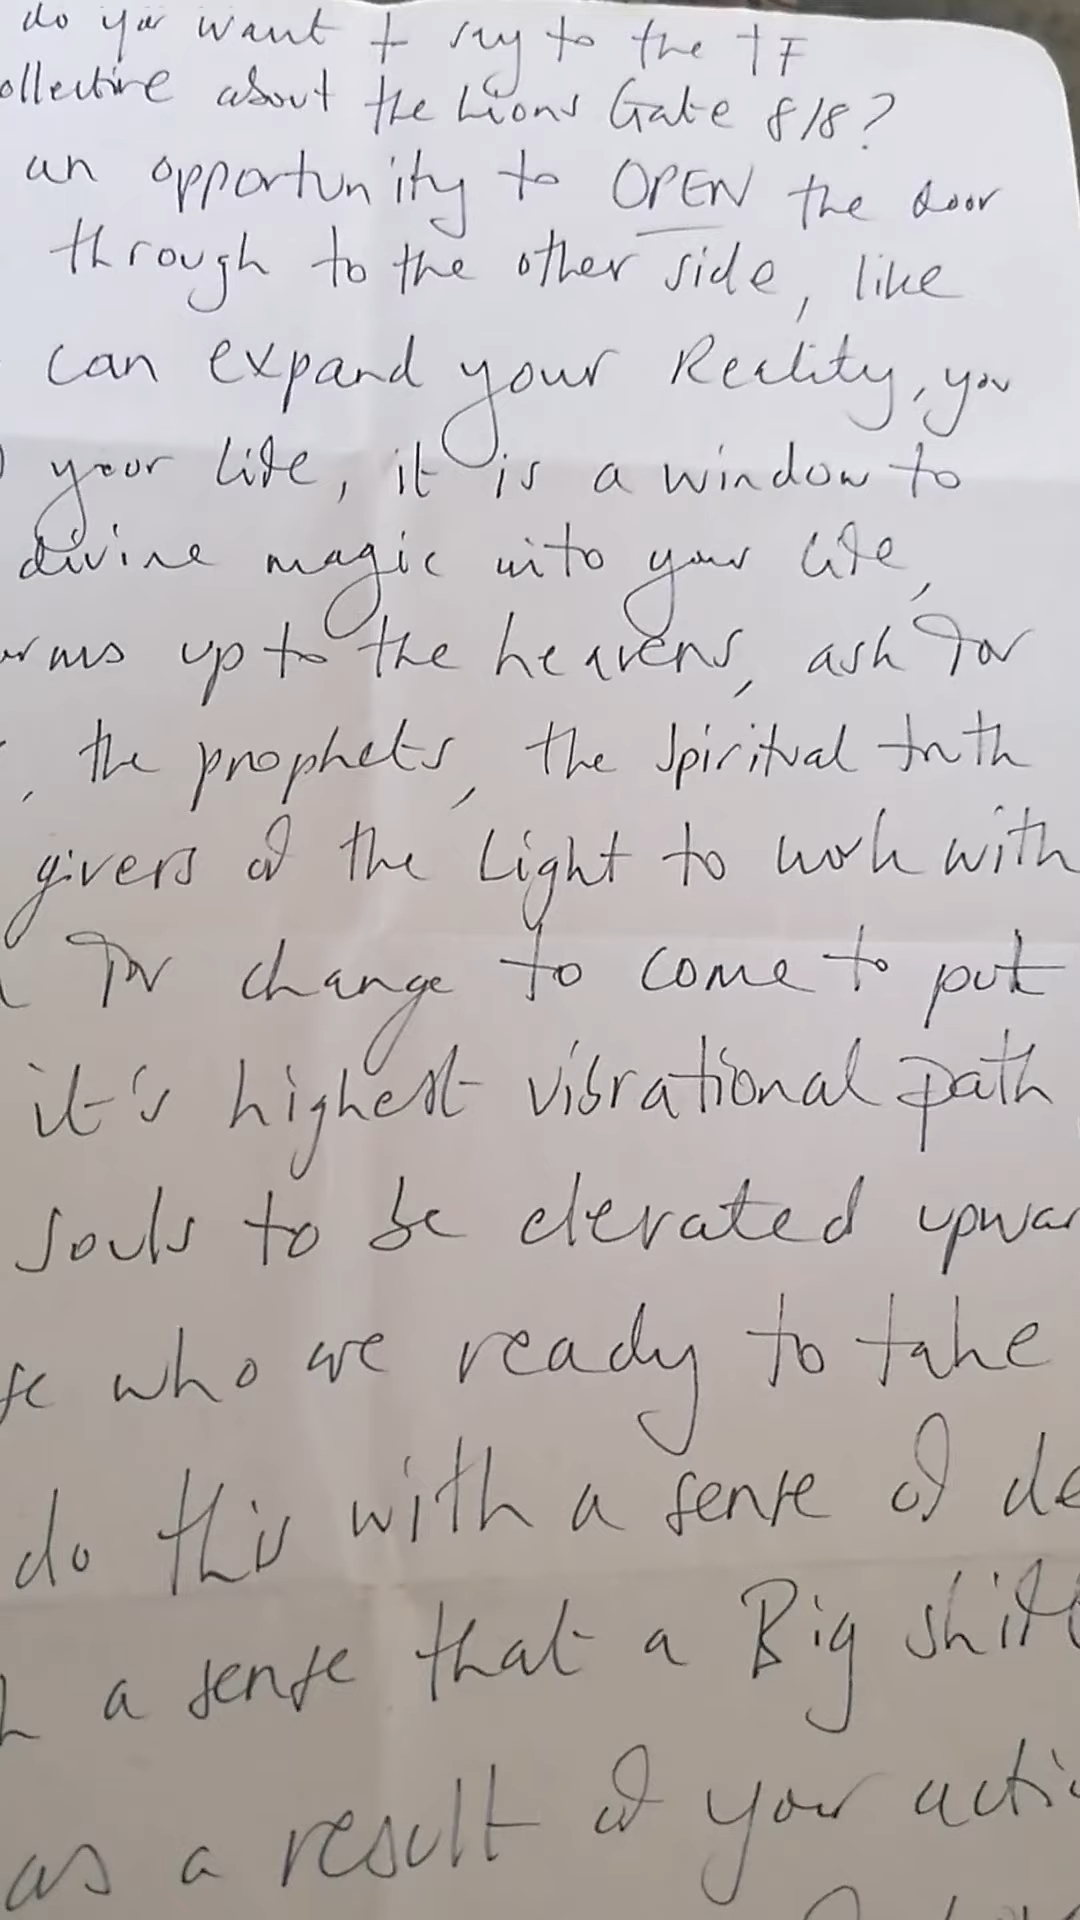 do you want t say to the TF
ollective about the Lions Gate 8/8?
an opportunity to OPEN the door
through to the other side, like
can expand your Reality, you
your life, it is a window to
divine magic into your life,
arms up to the heavens, ask for
, the prophets, the spiritual truth
givers of the Light to work with
for change to come to put
it's highest vibrational path
souls to be elevated upwar
se who are ready to take
do this with a sense of de
h a sense that a Big shift
as a result of your acti